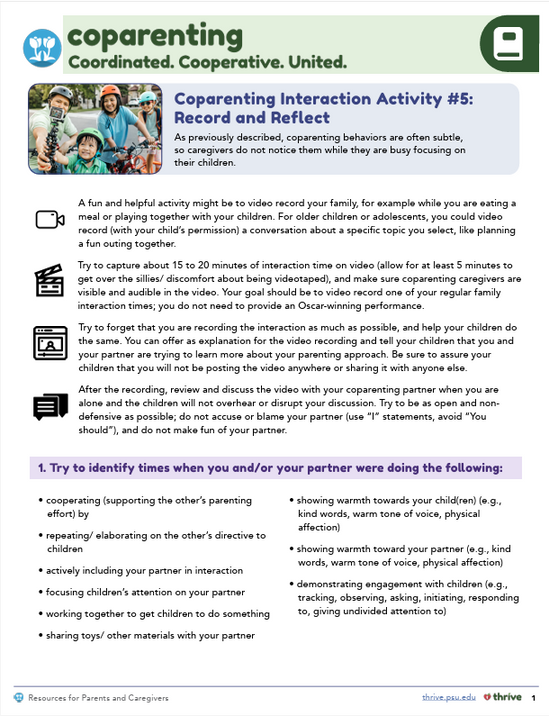 coparenting
Coordinated. Cooperative. United.
Coparenting Interaction Activity #5:
Record and Reflect
As previously described, coparenting behaviors are often subtle,
so caregivers do not notice them while they are busy focusing on
their children.
A fun and helpful activity might be to video record your family, for example while you are eating a
meal or playing together with your children. For older children or adolescents, you could video
record (with your child's permission) a conversation about a specific topic you select, like planning
a fun outing together.
Try to capture about 15 to 20 minutes of interaction time on video (allow for at least 5 minutes to
get over the sillies/ discomfort about being videotaped), and make sure coparenting caregivers are
visible and audible in the video. Your goal should be to video record one of your regular family
interaction times; you do not need to provide an Oscar-winning performance.
Try to forget that you are recording the interaction as much as possible, and help your children do
the same. You can offer as explanation for the video recording and tell your children that you and
your partner are trying to learn more about your parenting approach. Be sure to assure your
children that you will not be posting the video anywhere or sharing it with anyone else.
After the recording, review and discuss the video with your coparenting partner when you are
alone and the children will not overhear or disrupt your discussion. Try to be as open and non-
defensive as possible; do not accuse or blame your partner (use "I" statements, avoid "You
should"), and do not make fun of your partner.
1. Try to identify times when you and/or your partner were doing the following:
• cooperating (supporting the other's parenting
effort) by
• repeating/ elaborating on the other's directive to
children
• actively including your partner in interaction
• focusing children's attention on your partner
• working together to get children to do something
• sharing toys/ other materials with your partner
• showing warmth towards your child(ren) (e.g.,
kind words, warm tone of voice, physical
affection)
• showing warmth toward your partner (e.g., kind
words, warm tone of voice, physical affection)
• demonstrating engagement with children (e.g.,
tracking, observing, asking, initiating, responding
to, giving undivided attention to)
Resources for Parents and Caregivers
thrive.psu.edu thrive 1